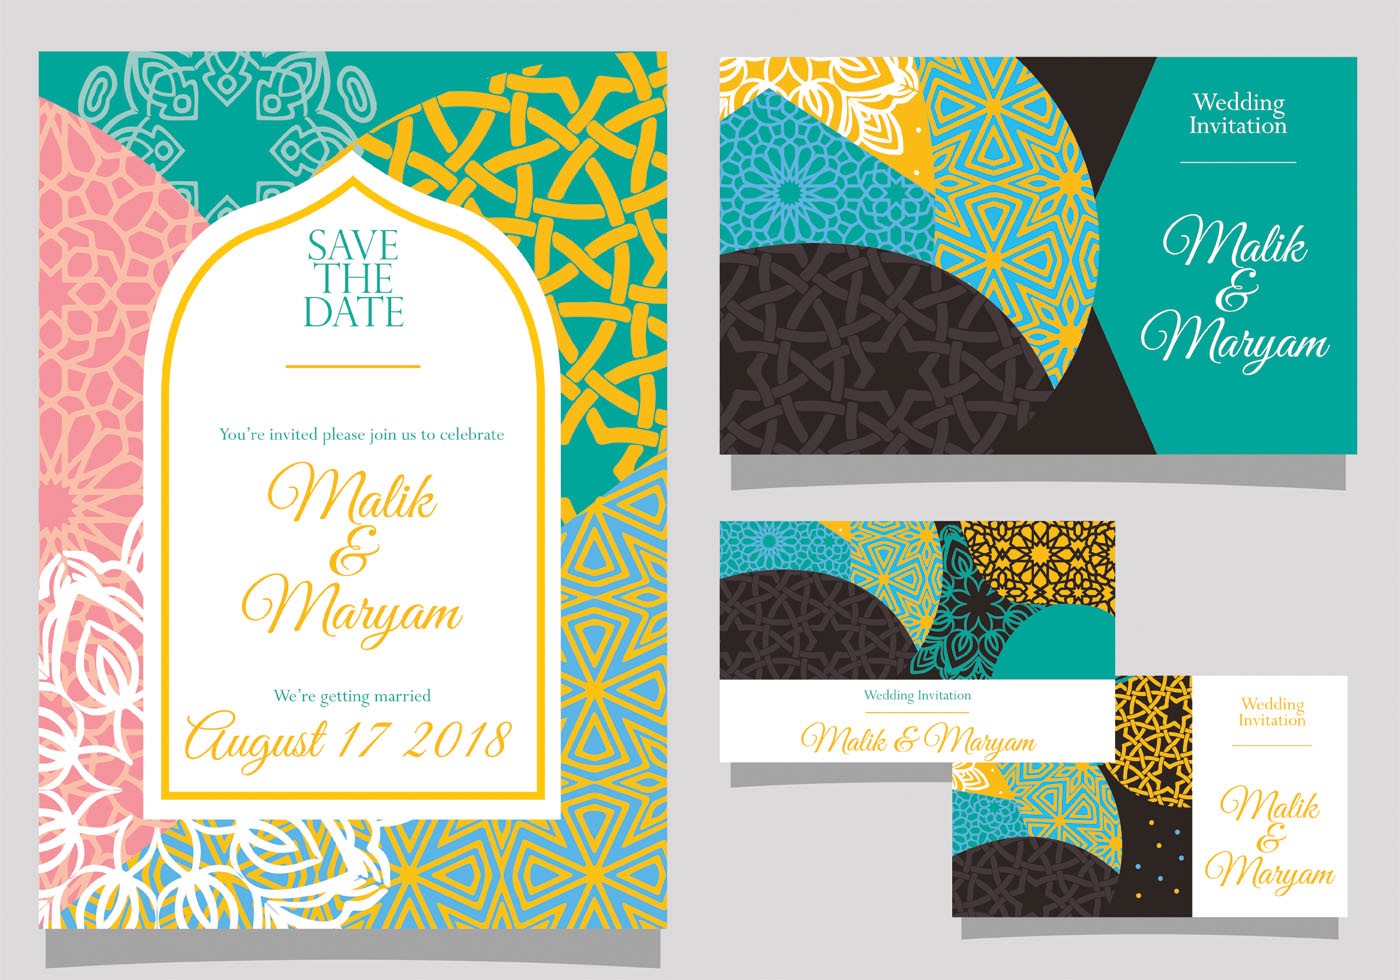 SAVE
THE
DATE
You're invited please join us to celebrate
Malik
&
Maryam
We're getting married
August 17 2018
Wedding
Invitation
Malik
&
Maryam
Wedding Invitation
Malik & Maryam
Wedding
Invitation
Malik
&
Maryam